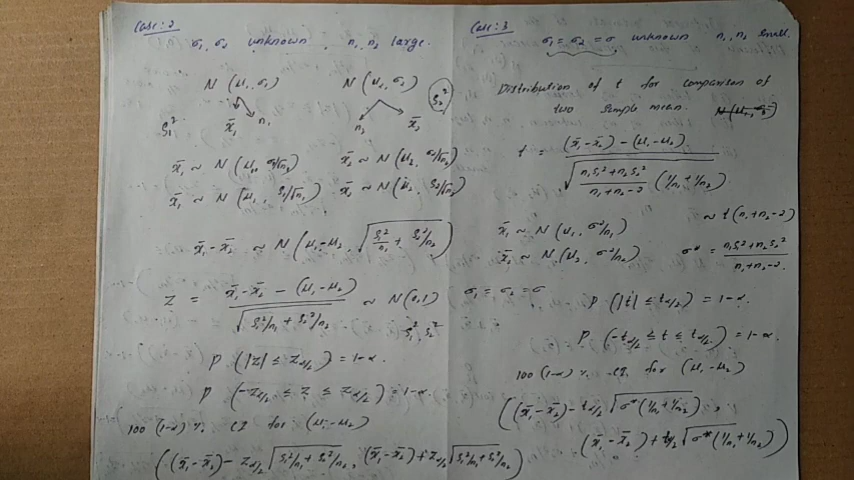 Case: 2
σ₁, σ₂ unknown, n₁, n₂ large.
N(μ₁, σ₁) N(μ₂, σ₂)
S₁² x̄₁ n₁ n₂ x̄₂ S₂²
x̄₁ ~ N(μ₁, σ₁/√n₁) x̄₂ ~ N(μ₂, σ₂/√n₂)
x̄₁ ~ N(μ₁, S₁/√n₁) x̄₂ ~ N(μ₂, S₂/√n₂)
x̄₁-x̄₂ ~ N(μ₁-μ₂, √(S₁²/n₁ + S₂²/n₂))
Z = (x̄₁-x̄₂ - (μ₁-μ₂)) / √(S₁²/n₁ + S₂²/n₂) ~ N(0,1)
S₁² S₂²
P(|Z| ≤ Zα/2) = 1-α.
P(-Zα/2 ≤ Z ≤ Zα/2) = 1-α.
100 (1-α) % CI for (μ₁-μ₂)
((x̄₁-x̄₂) - Zα/2 √(S₁²/n₁ + S₂²/n₂), (x̄₁-x̄₂) + Zα/2 √(S₁²/n₁ + S₂²/n₂))
Case: 3
σ₁ = σ₂ = σ unknown n₁, n₂ small.
Distribution of t for comparison of
two sample mean.
t = ((x̄₁-x̄₂) - (μ₁-μ₂)) / √((n₁S₁²+n₂S₂²)/(n₁+n₂-2) (1/n₁+1/n₂))
~ t(n₁+n₂-2)
x̄₁ ~ N(μ₁, σ²/n₁)
x̄₂ ~ N(μ₂, σ²/n₂) σ* = (n₁S₁²+n₂S₂²)/(n₁+n₂-2).
σ₁ = σ₂ = σ
P(|t| ≤ tα/2) = 1-α.
P(-tα/2 ≤ t ≤ tα/2) = 1-α.
100 (1-α) % CI for (μ₁-μ₂)
((x̄₁-x̄₂) - tα/2 √(σ*(1/n₁+1/n₂)),
(x̄₁-x̄₂) + tα/2 √(σ*(1/n₁+1/n₂)))